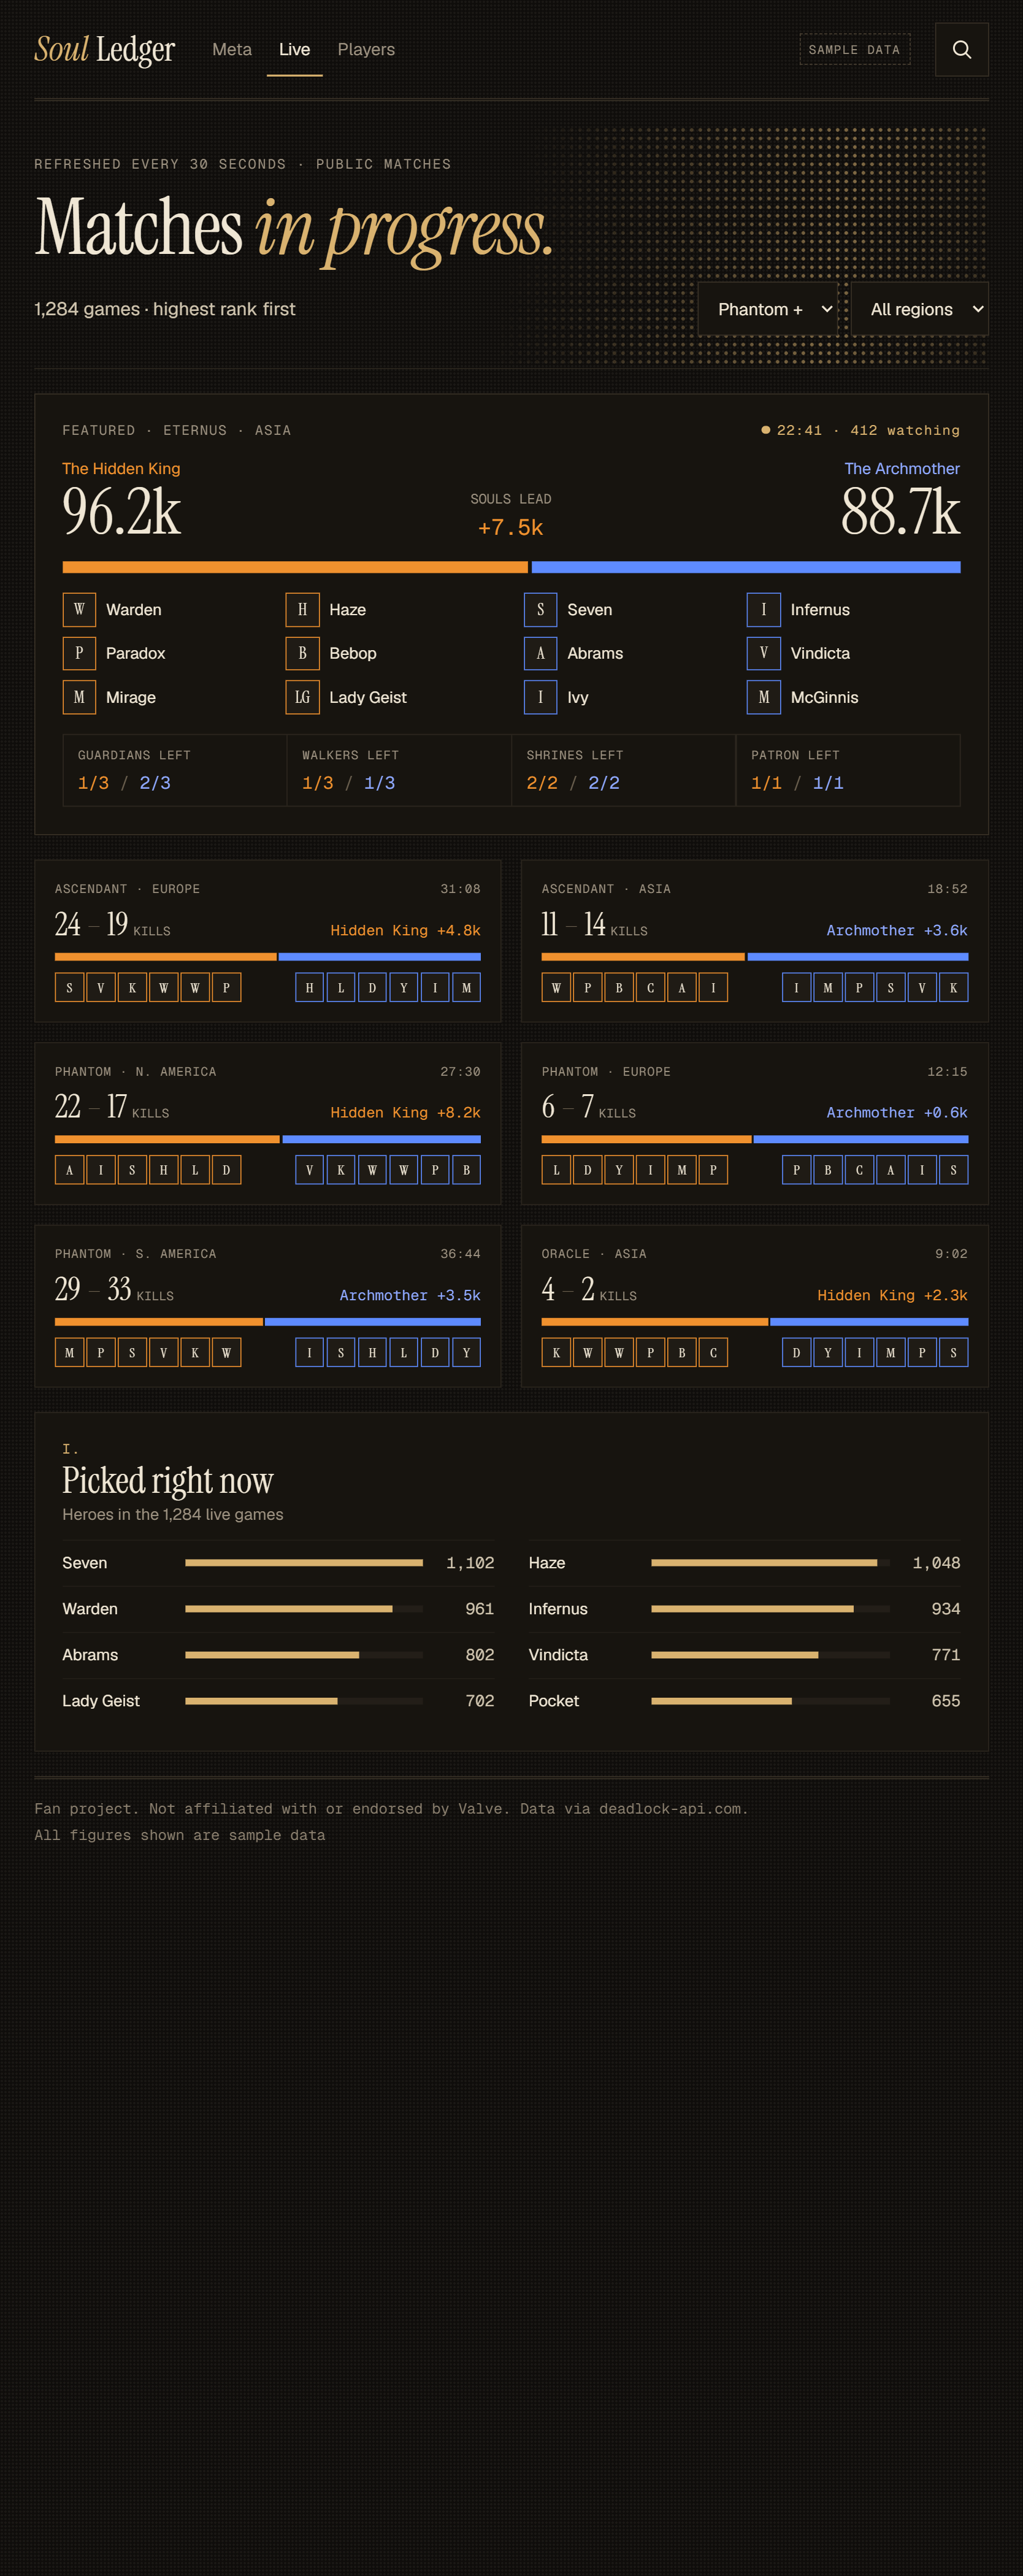 Soul Ledger Meta Live Players SAMPLE DATA
REFRESHED EVERY 30 SECONDS · PUBLIC MATCHES
Matches in progress.
1,284 games · highest rank first Phantom + All regions
FEATURED · ETERNUS · ASIA 22:41 · 412 watching
The Hidden King The Archmother
96.2k SOULS LEAD 88.7k
+7.5k
W Warden H Haze S Seven I Infernus
P Paradox B Bebop A Abrams V Vindicta
M Mirage LG Lady Geist I Ivy M McGinnis
GUARDIANS LEFT WALKERS LEFT SHRINES LEFT PATRON LEFT
1/3 / 2/3 1/3 / 1/3 2/2 / 2/2 1/1 / 1/1
ASCENDANT · EUROPE 31:08
24 – 19 KILLS Hidden King +4.8k
S V K W W P H L D Y I M
ASCENDANT · ASIA 18:52
11 – 14 KILLS Archmother +3.6k
W P B C A I I M P S V K
PHANTOM · N. AMERICA 27:30
22 – 17 KILLS Hidden King +8.2k
A I S H L D V K W W P B
PHANTOM · EUROPE 12:15
6 – 7 KILLS Archmother +0.6k
L D Y I M P P B C A I S
PHANTOM · S. AMERICA 36:44
29 – 33 KILLS Archmother +3.5k
M P S V K W I S H L D Y
ORACLE · ASIA 9:02
4 – 2 KILLS Hidden King +2.3k
K W W P B C D Y I M P S
I.
Picked right now
Heroes in the 1,284 live games
Seven 1,102 Haze 1,048
Warden 961 Infernus 934
Abrams 802 Vindicta 771
Lady Geist 702 Pocket 655
Fan project. Not affiliated with or endorsed by Valve. Data via deadlock-api.com.
All figures shown are sample data